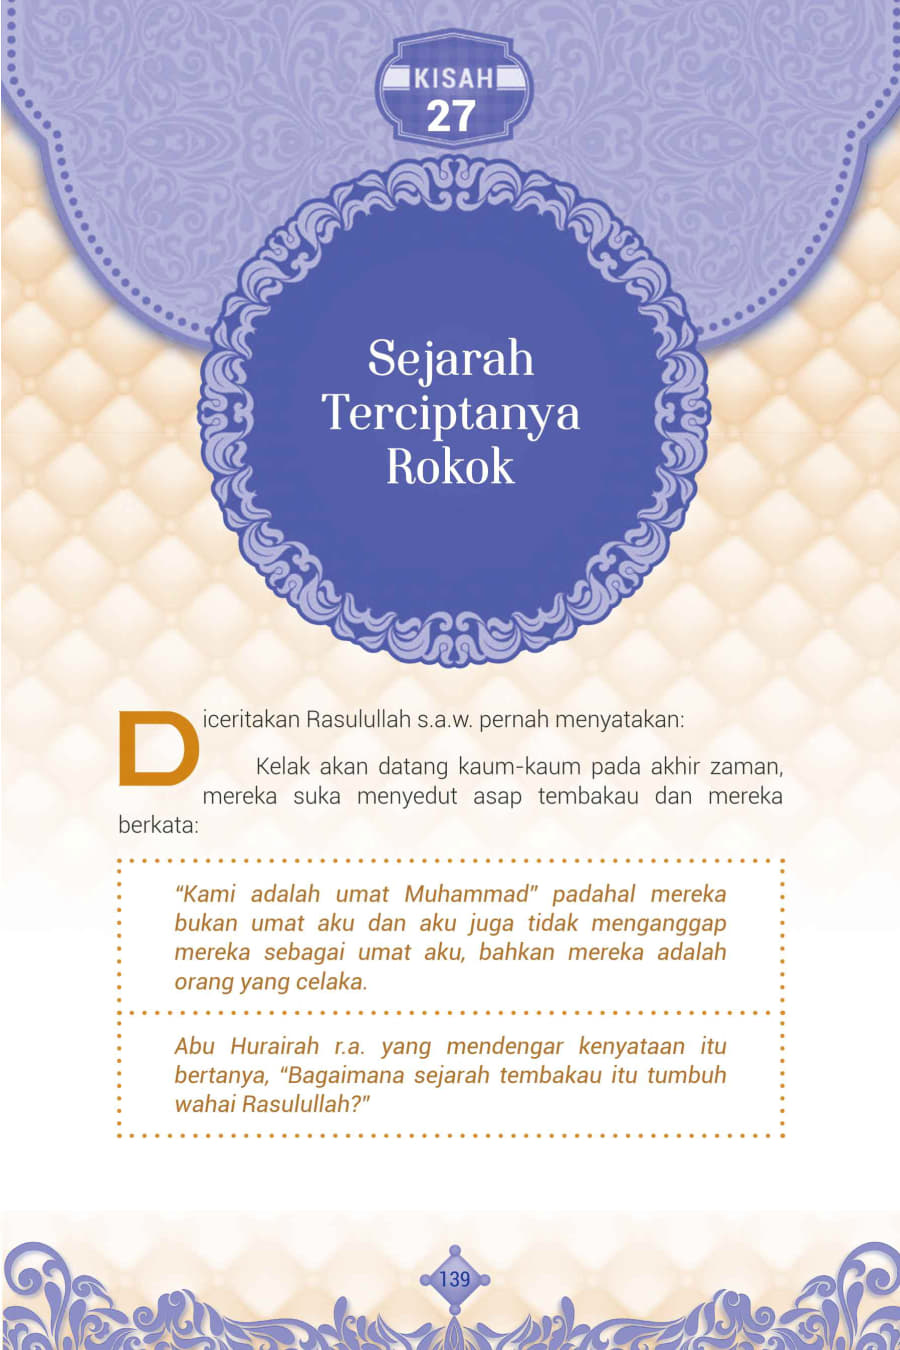 KISAH
27
Sejarah
Terciptanya
Rokok
Diceritakan Rasulullah s.a.w. pernah menyatakan:
Kelak akan datang kaum-kaum pada akhir zaman,
mereka suka menyedut asap tembakau dan mereka
berkata:
“Kami adalah umat Muhammad” padahal mereka
bukan umat aku dan aku juga tidak menganggap
mereka sebagai umat aku, bahkan mereka adalah
orang yang celaka.
Abu Hurairah r.a. yang mendengar kenyataan itu
bertanya, “Bagaimana sejarah tembakau itu tumbuh
wahai Rasulullah?”
139